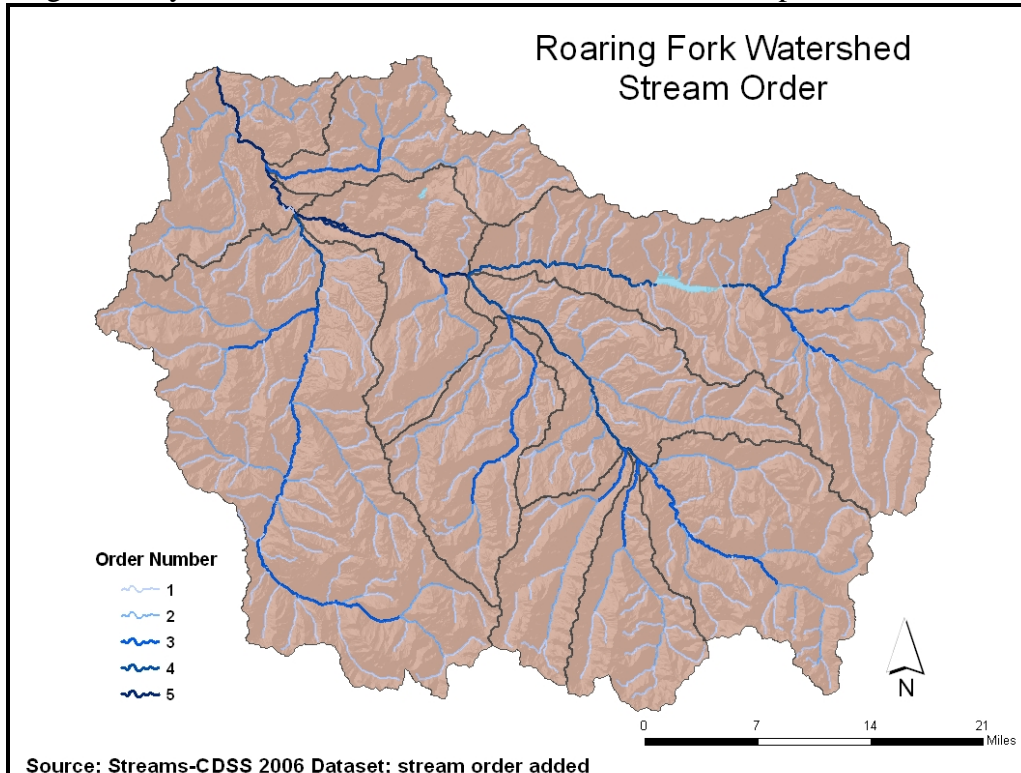 Roaring Fork Watershed
Stream Order
Order Number
1
2
3
4
5
N
0 7 14 21
Miles
Source: Streams-CDSS 2006 Dataset: stream order added